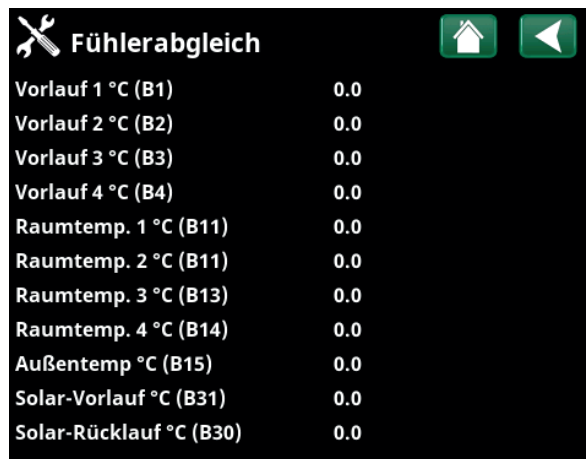 Fühlerabgleich
Vorlauf 1 °C (B1) 0.0
Vorlauf 2 °C (B2) 0.0
Vorlauf 3 °C (B3) 0.0
Vorlauf 4 °C (B4) 0.0
Raumtemp. 1 °C (B11) 0.0
Raumtemp. 2 °C (B11) 0.0
Raumtemp. 3 °C (B13) 0.0
Raumtemp. 4 °C (B14) 0.0
Außentemp °C (B15) 0.0
Solar-Vorlauf °C (B31) 0.0
Solar-Rücklauf °C (B30) 0.0